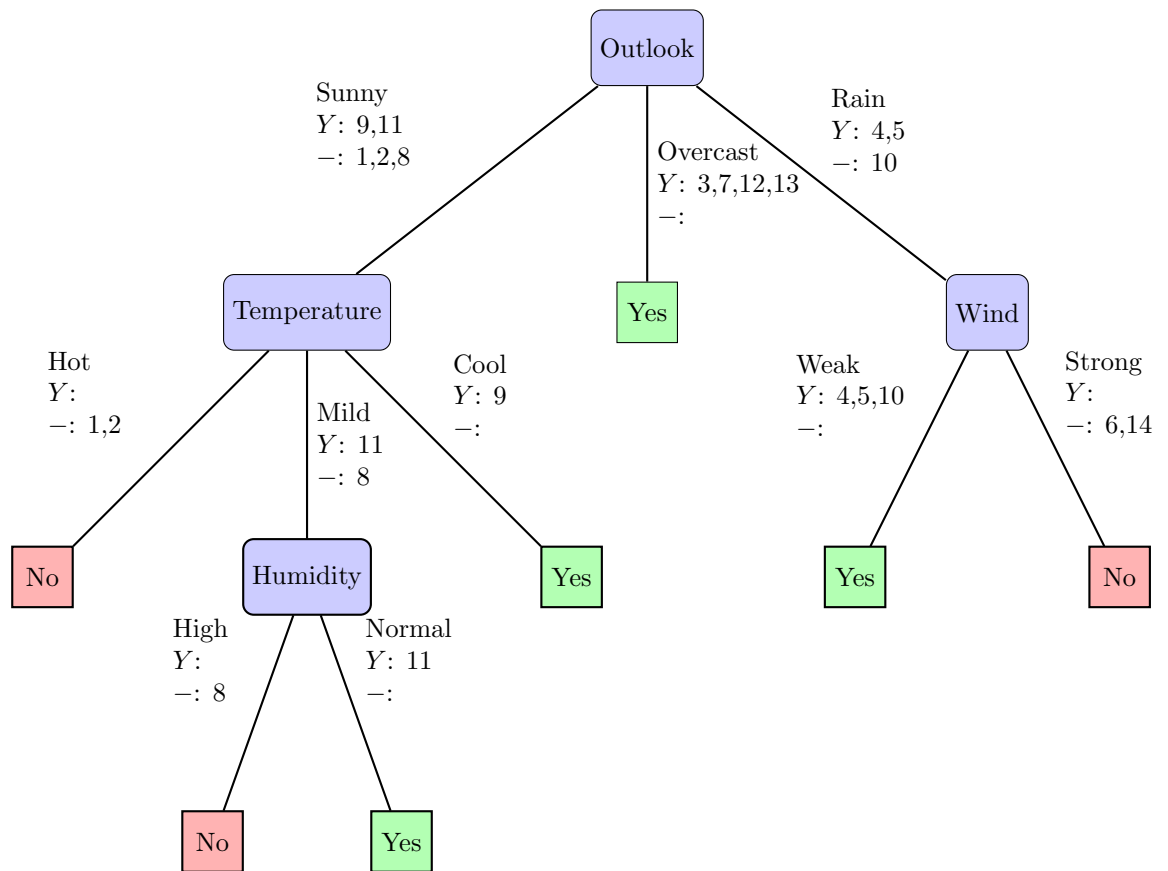 Outlook
Sunny
Y: 9,11
−: 1,2,8
Overcast
Y: 3,7,12,13
−:
Rain
Y: 4,5
−: 10
Temperature
Yes
Wind
Hot
Y:
−: 1,2
Mild
Y: 11
−: 8
Cool
Y: 9
−:
Weak
Y: 4,5,10
−:
Strong
Y:
−: 6,14
No
Humidity
Yes
Yes
No
High
Y:
−: 8
Normal
Y: 11
−:
No
Yes